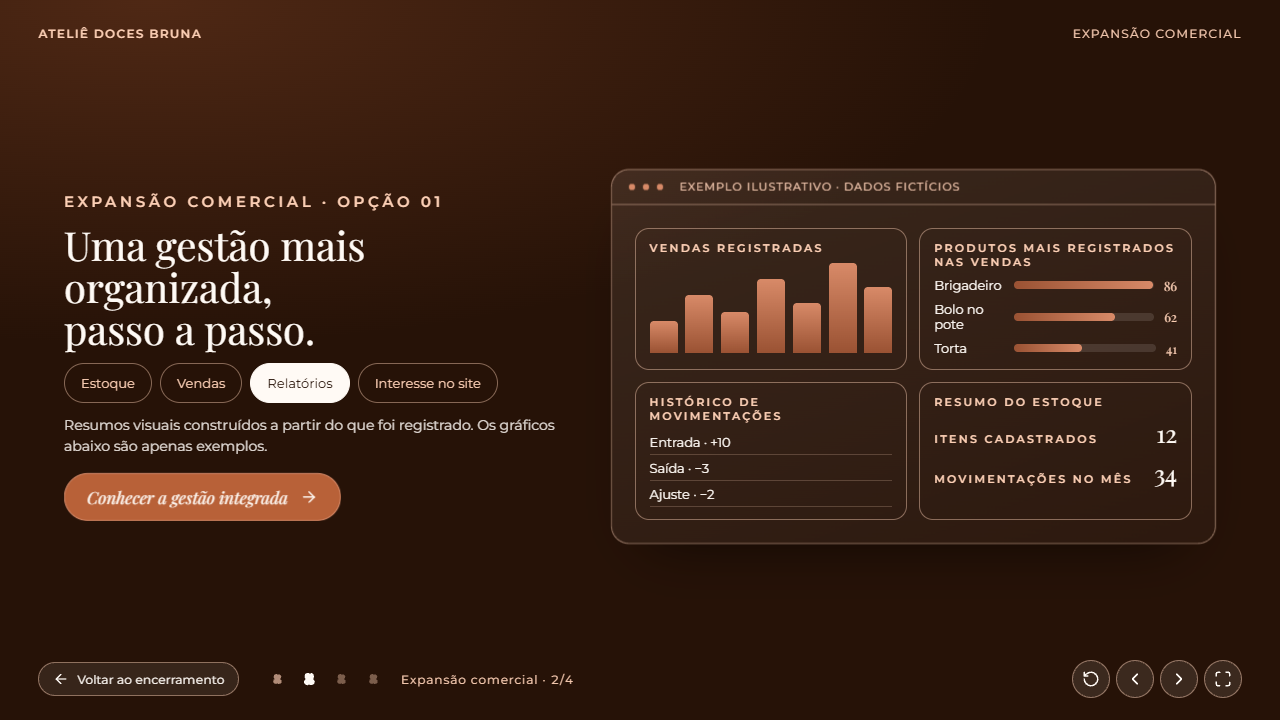 ATELIÊ DOCES BRUNA
EXPANSÃO COMERCIAL
EXPANSÃO COMERCIAL · OPÇÃO 01
Uma gestão mais
organizada,
passo a passo.
Estoque
Vendas
Relatórios
Interesse no site
Resumos visuais construídos a partir do que foi registrado. Os gráficos
abaixo são apenas exemplos.
Conhecer a gestão integrada
EXEMPLO ILUSTRATIVO · DADOS FICTÍCIOS
VENDAS REGISTRADAS
PRODUTOS MAIS REGISTRADOS
NAS VENDAS
Brigadeiro 86
Bolo no
pote 62
Torta 41
HISTÓRICO DE
MOVIMENTAÇÕES
Entrada · +10
Saída · −3
Ajuste · −2
RESUMO DO ESTOQUE
ITENS CADASTRADOS 12
MOVIMENTAÇÕES NO MÊS 34
Voltar ao encerramento
Expansão comercial · 2/4